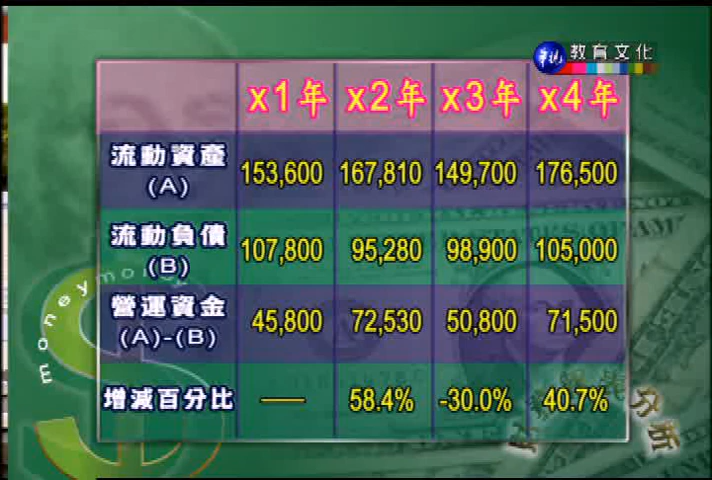 華視 教育文化
x1年 x2年 x3年 x4年
流動資產 153,600 167,810 149,700 176,500
(A)
流動負債 107,800 95,280 98,900 105,000
(B)
營運資金 45,800 72,530 50,800 71,500
(A)-(B)
增減百分比 —— 58.4% -30.0% 40.7%
money
分析